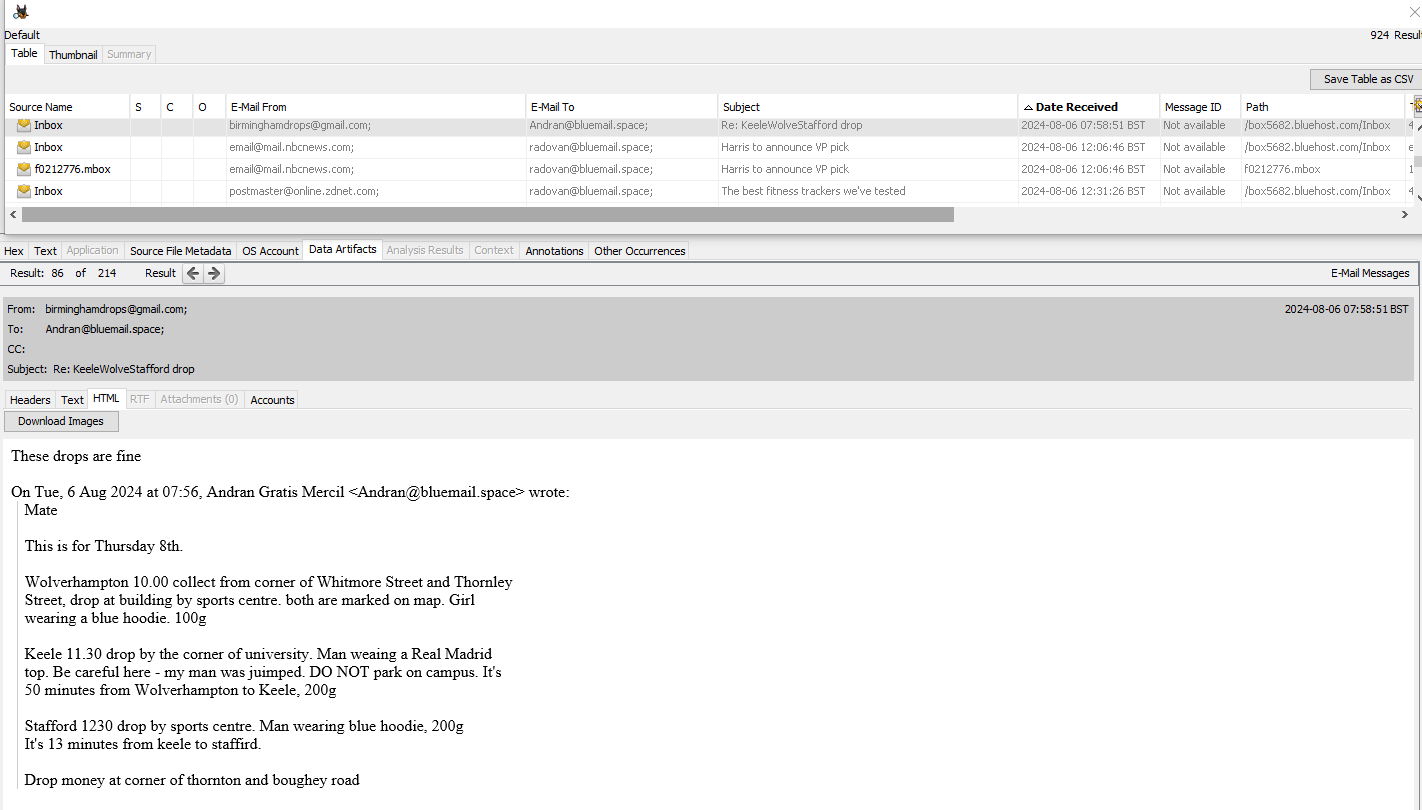 Default
924 Resul
Table Thumbnail Summary
Save Table as CSV
Source Name S C O E-Mail From E-Mail To Subject Date Received Message ID Path
Inbox birminghamdrops@gmail.com; Andran@bluemail.space; Re: KeeleWolveStafford drop 2024-08-06 07:58:51 BST Not available /box5682.bluehost.com/Inbox 4
Inbox email@mail.nbcnews.com; radovan@bluemail.space; Harris to announce VP pick 2024-08-06 12:06:46 BST Not available /box5682.bluehost.com/Inbox e
f0212776.mbox email@mail.nbcnews.com; radovan@bluemail.space; Harris to announce VP pick 2024-08-06 12:06:46 BST Not available f0212776.mbox 1
Inbox postmaster@online.zdnet.com; radovan@bluemail.space; The best fitness trackers we've tested 2024-08-06 12:31:26 BST Not available /box5682.bluehost.com/Inbox 4
Hex Text Application Source File Metadata OS Account Data Artifacts Analysis Results Context Annotations Other Occurrences
Result: 86 of 214 Result E-Mail Messages
From: birminghamdrops@gmail.com; 2024-08-06 07:58:51 BST
To: Andran@bluemail.space;
CC:
Subject: Re: KeeleWolveStafford drop
Headers Text HTML RTF Attachments (0) Accounts
Download Images
These drops are fine
On Tue, 6 Aug 2024 at 07:56, Andran Gratis Mercil <Andran@bluemail.space> wrote:
Mate
This is for Thursday 8th.
Wolverhampton 10.00 collect from corner of Whitmore Street and Thornley
Street, drop at building by sports centre. both are marked on map. Girl
wearing a blue hoodie. 100g
Keele 11.30 drop by the corner of university. Man weaing a Real Madrid
top. Be careful here - my man was juimped. DO NOT park on campus. It's
50 minutes from Wolverhampton to Keele, 200g
Stafford 1230 drop by sports centre. Man wearing blue hoodie, 200g
It's 13 minutes from keele to staffird.
Drop money at corner of thornton and boughey road